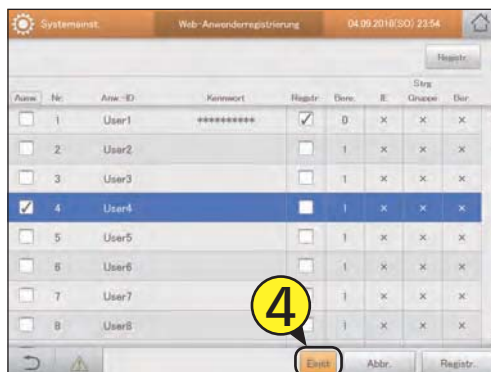 Systemeinst. Web-Anwenderregistrierung 04.09.2016(SO) 23:54
Registr.
Ausw. Nr. Anw.-ID Kennwort Registr Bere. IE Strg Gruppe Ber
1 User1 ********** ✓ 0 × × ×
2 User2 1 × × ×
3 User3 1 × × ×
✓ 4 User4 1 × × ×
5 User5 1 × × ×
6 User6 1 × × ×
7 User7 1 × × ×
8 User8 1 × × ×
4
Einst Abbr. Registr.